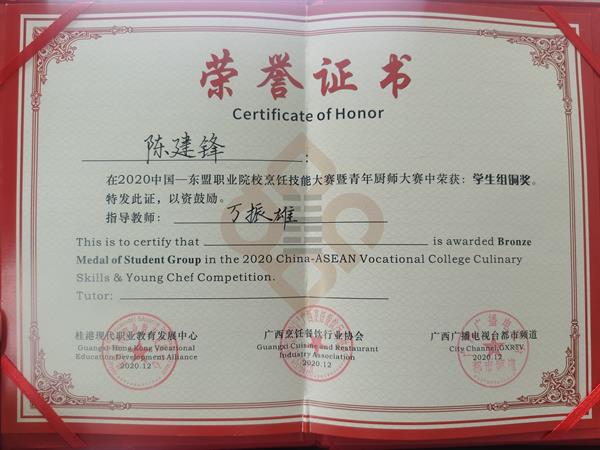 荣誉证书
Certificate of Honor
陈建锋：
在2020中国—东盟职业院校烹饪技能大赛暨青年厨师大赛中荣获：学生组铜奖。
特发此证，以资鼓励。
指导教师：万振雄
This is to certify that is awarded Bronze
Medal of Student Group in the 2020 China-ASEAN Vocational College Culinary
Skills & Young Chef Competition.
Tutor:
桂港现代职业教育发展中心
Guangxi-Hong Kong Vocational
Education Development Alliance
2020.12
广西烹饪餐饮行业协会
Guangxi Cuisine and Restaurant
Industry Association
2020.12
广西广播电视台都市频道
City Channel,GXRTV
2020.12